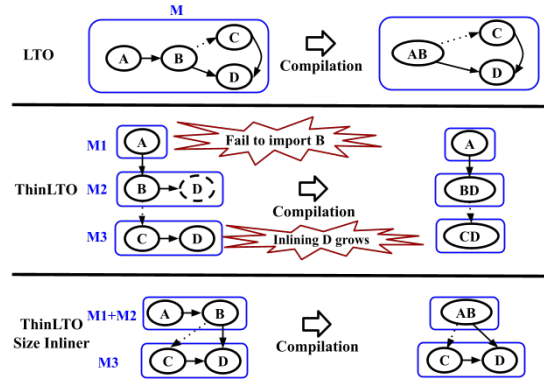 M
LTO
A
B
C
D
Compilation
AB
C
D
M1
A
Fail to import B
A
ThinLTO
M2
B
D
Compilation
BD
M3
C
D
Inlining D grows
CD
ThinLTO
Size Inliner
M1+M2
A
B
Compilation
AB
M3
C
D
C
D